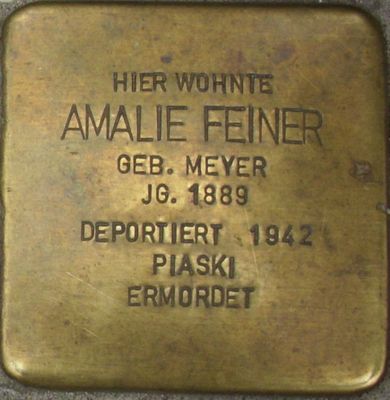 HIER WOHNTE
AMALIE FEINER
GEB. MEYER
JG. 1889
DEPORTIERT 1942
PIASKI
ERMORDET